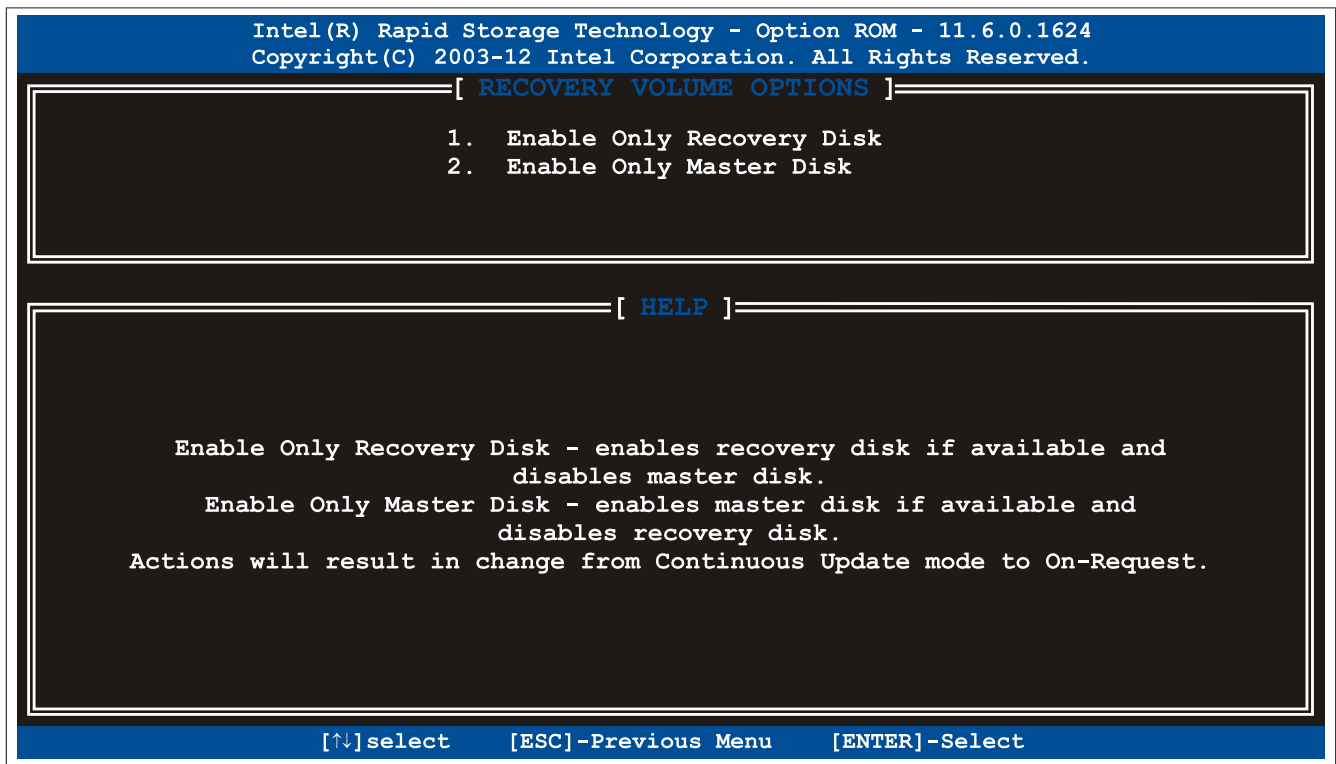 Intel(R) Rapid Storage Technology - Option ROM - 11.6.0.1624
Copyright(C) 2003-12 Intel Corporation. All Rights Reserved.
[ RECOVERY VOLUME OPTIONS ]
1. Enable Only Recovery Disk
2. Enable Only Master Disk
[ HELP ]
Enable Only Recovery Disk - enables recovery disk if available and
disables master disk.
Enable Only Master Disk - enables master disk if available and
disables recovery disk.
Actions will result in change from Continuous Update mode to On-Request.
[↑↓]select [ESC]-Previous Menu [ENTER]-Select